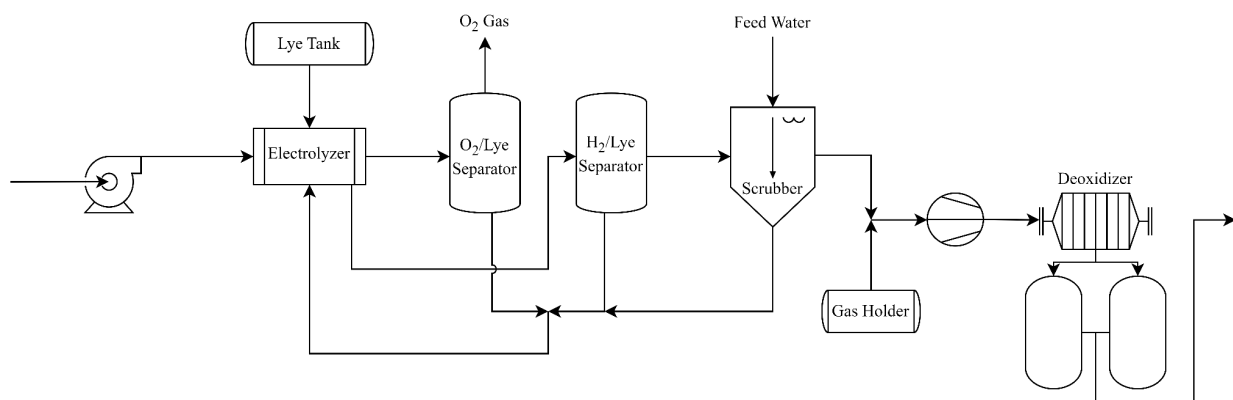 O₂ Gas
Feed Water
Lye Tank
Electrolyzer
O₂/Lye
Separator
H₂/Lye
Separator
Scrubber
Deoxidizer
Gas Holder